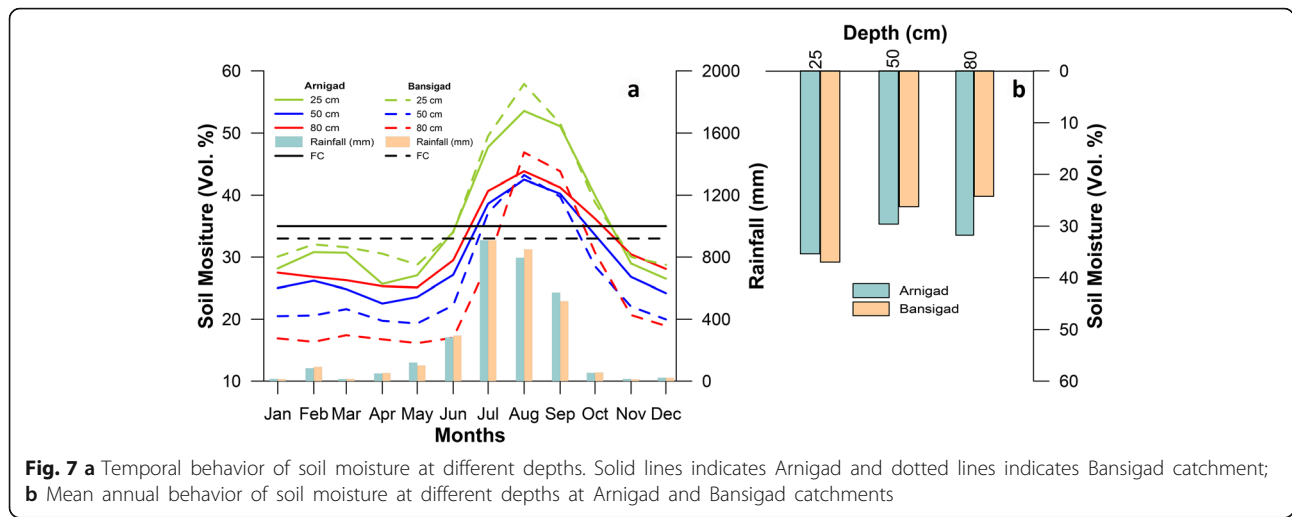 Depth (cm)
60
50
40
30
20
10
Soil Mositure (Vol. %)
a
Arnigad
25 cm
50 cm
80 cm
Rainfall (mm)
FC
Bansigad
25 cm
50 cm
80 cm
Rainfall (mm)
FC
2000
1600
1200
800
400
0
Rainfall (mm)
Jan Feb Mar Apr May Jun Jul Aug Sep Oct Nov Dec
Months
25
50
80
b
0
10
20
30
40
50
60
Soil Moisture (Vol. %)
Arnigad
Bansigad
Fig. 7 a Temporal behavior of soil moisture at different depths. Solid lines indicates Arnigad and dotted lines indicates Bansigad catchment;
b Mean annual behavior of soil moisture at different depths at Arnigad and Bansigad catchments